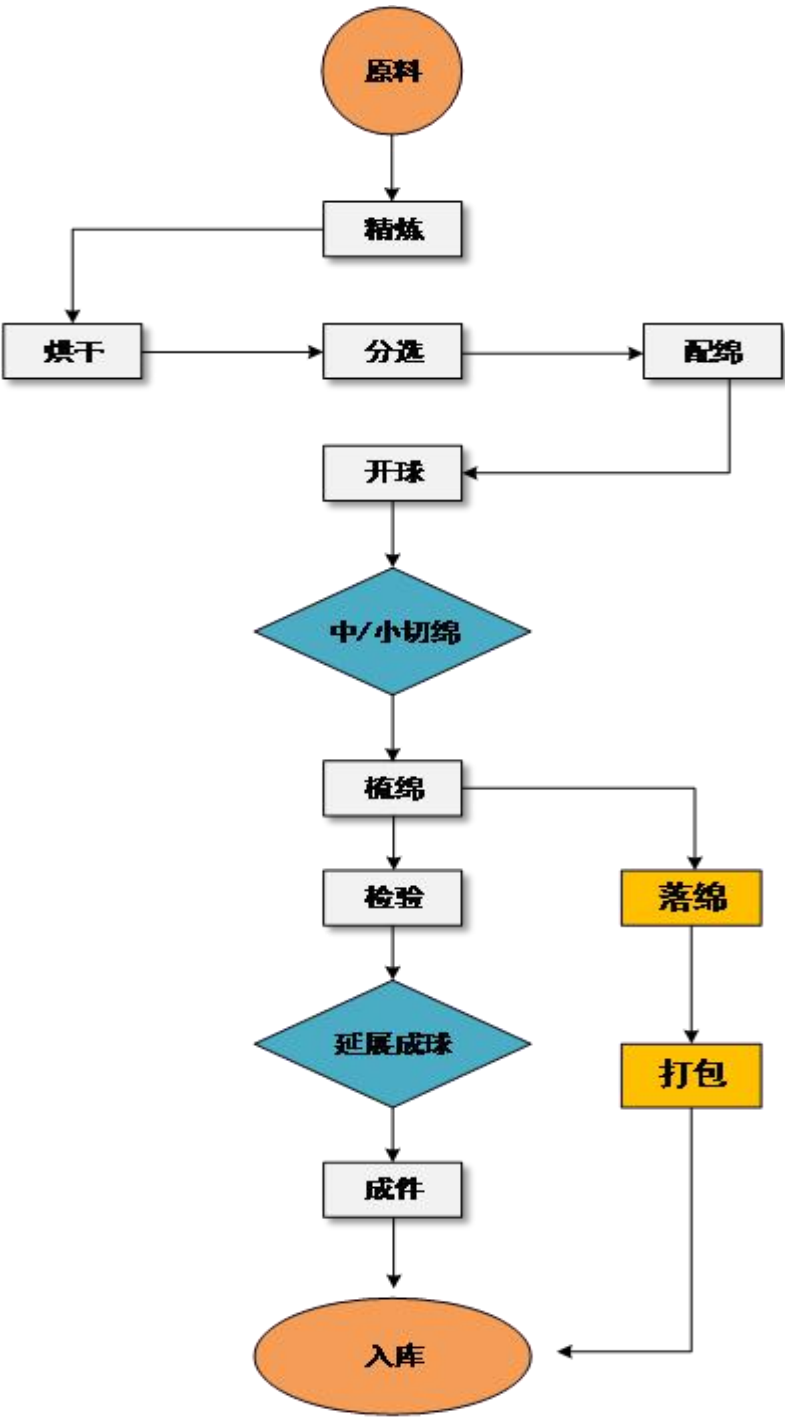 原料
精炼
烘干
分选
配绵
开球
中/小切绵
梳绵
检验
落绵
延展成球
打包
成件
入库